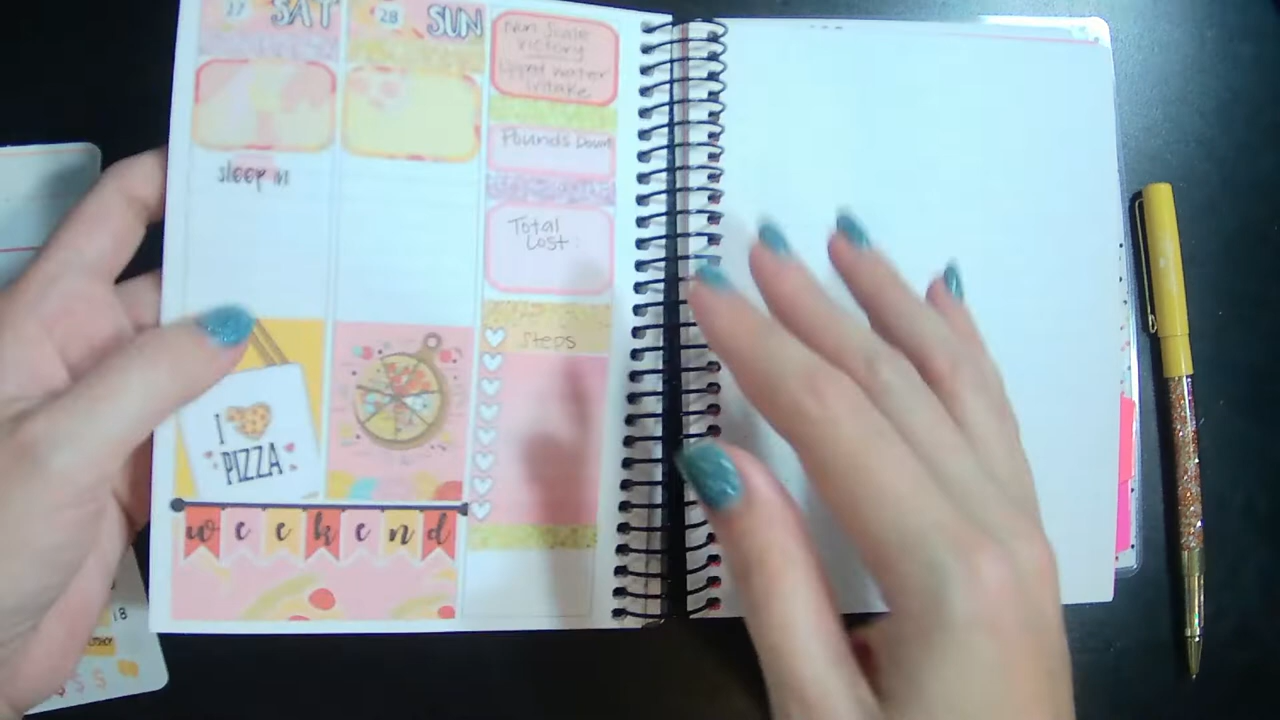 27 SAT
28 SUN
sleep in
I
PIZZA
weekend
Non Scale
Victory
Upped water
intake
Pounds Down
Total
Lost:
Steps
18